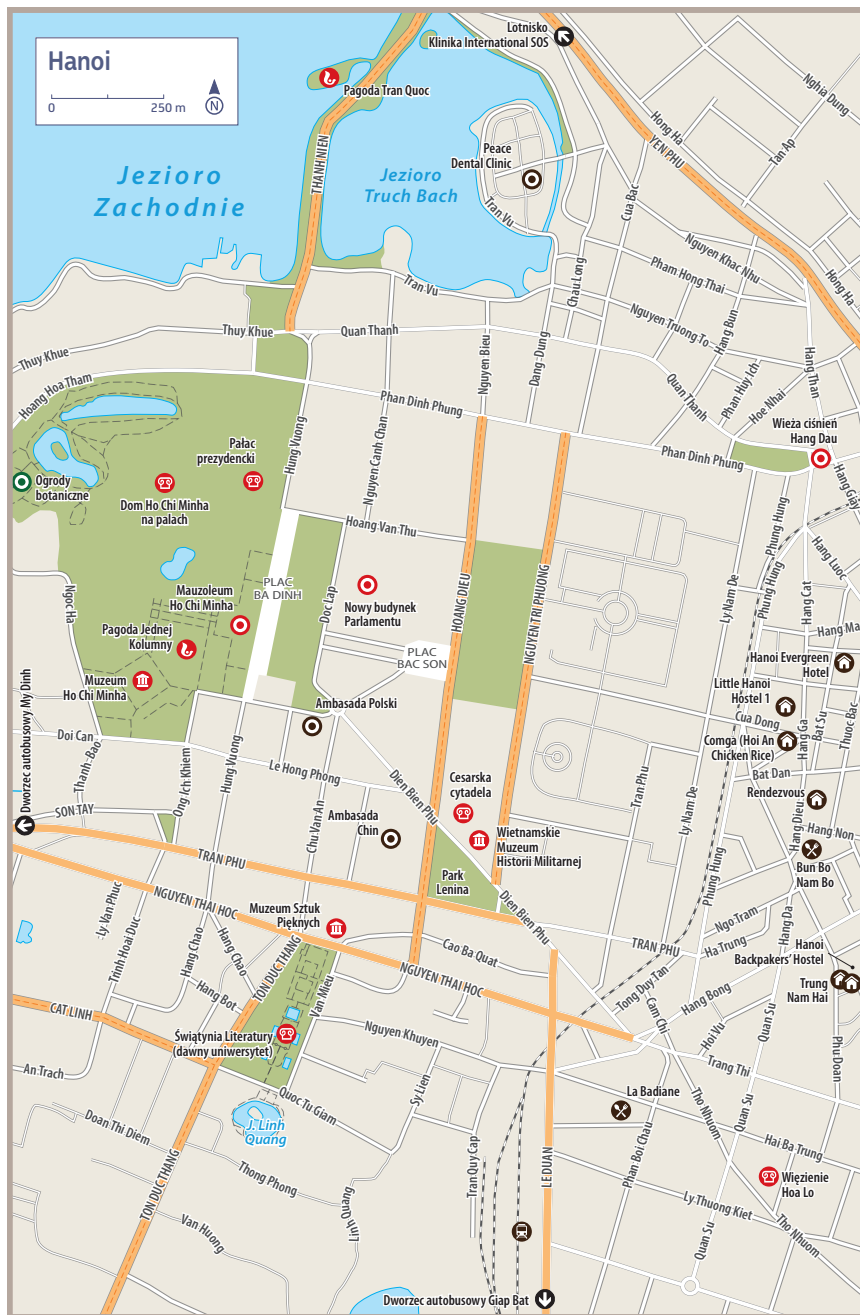 Hanoi
0
250 m
N
Lotnisko
Klinika International SOS
Pagoda Tran Quoc
Jezioro
Zachodnie
Jezioro
Truch Bach
Peace
Dental Clinic
THANH NIEN
Tran Vu
Tran Vu
Cua Bac
Chau Long
Hong Ha
YEN PHU
Nghia Dung
Tan Ap
Hong Ha
Nguyen Khac Nhu
Pham Hong Thai
Nguyen Truong To
Hang Bun
Hang Than
Phan Huy Ich
Hoe Nhai
Quan Thanh
Thuy Khue
Quan Thanh
Thuy Khue
Nguyen Bieu
Dang-Dung
Hoang Hoa Tham
Phan Dinh Phung
Hung Vuong
Nguyen Canh Chan
Wieża ciśnień
Hang Dau
Phan Dinh Phung
Hang Giay
Ogrody
botaniczne
Pałac
prezydencki
Dom Ho Chi Minha
na palach
Hoang Van Thu
PLAC
BA DINH
Doc Lap
Mauzoleum
Ho Chi Minha
Nowy budynek
Parlamentu
HOANG DIEU
NGUYEN TRI PHUONG
Ly Nam De
Phung Hung
Phung Hung
Hang Luoc
Hang Cat
Hang Ma
Ngoc Ha
Pagoda Jednej
Kolumny
PLAC
BAC SON
Muzeum
Ho Chi Minha
Hanoi Evergreen
Hotel
Little Hanoi
Hostel 1
Cua Dong
Hang Ga
Bat Su
Thuoc Bac
Comga (Hoi An
Chicken Rice)
Bat Dan
Rendezvous
Hang Dieu
Hang Non
Bun Bo
Nam Bo
Ambasada Polski
Dworzec autobusowy My Dinh
Doi Can
Thanh-Bao
Ong Ich Khiem
Hung Vuong
Le Hong Phong
Chu Van An
Dien Bien Phu
Cesarska
cytadela
Tran Phu
Ly Nam De
Phung Hung
SON TAY
TRAN PHU
Ambasada
Chin
Wietnamskie
Muzeum
Historii Militarnej
Park
Lenina
Dien Bien Phu
NGUYEN THAI HOC
Muzeum Sztuk
Pięknych
Ly Van Phuc
Trinh Hoai Duc
Hang Chao
Hang Chao
Hang Bot
TON DUC THANG
Van Mieu
Cao Ba Quat
NGUYEN THAI HOC
TRAN PHU
Ngo Tram
Ha Trung
Hang Da
Hanoi
Backpakers' Hostel
Trung
Nam Hai
Tong Duy Tan
Cam Chi
Hang Bong
Hoi Vu
Quan Su
Phu Doan
CAT LINH
Świątynia Literatury
(dawny uniwersytet)
Nguyen Khuyen
Sy Lien
Trang Thi
An Trach
Quoc Tu Giam
La Badiane
Tho Nhuom
Doan Thi Diem
J. Linh
Quang
Quan Su
Hai Ba Trung
Phan Boi Chau
Tran Quy Cap
LEDUAN
TON DUC THANG
Thong Phong
Linh Quang
Więzienie
Hoa Lo
Ly Thuong Kiet
Tho Nhuom
Van Huong
Quan Su
Dworzec autobusowy Giap Bat